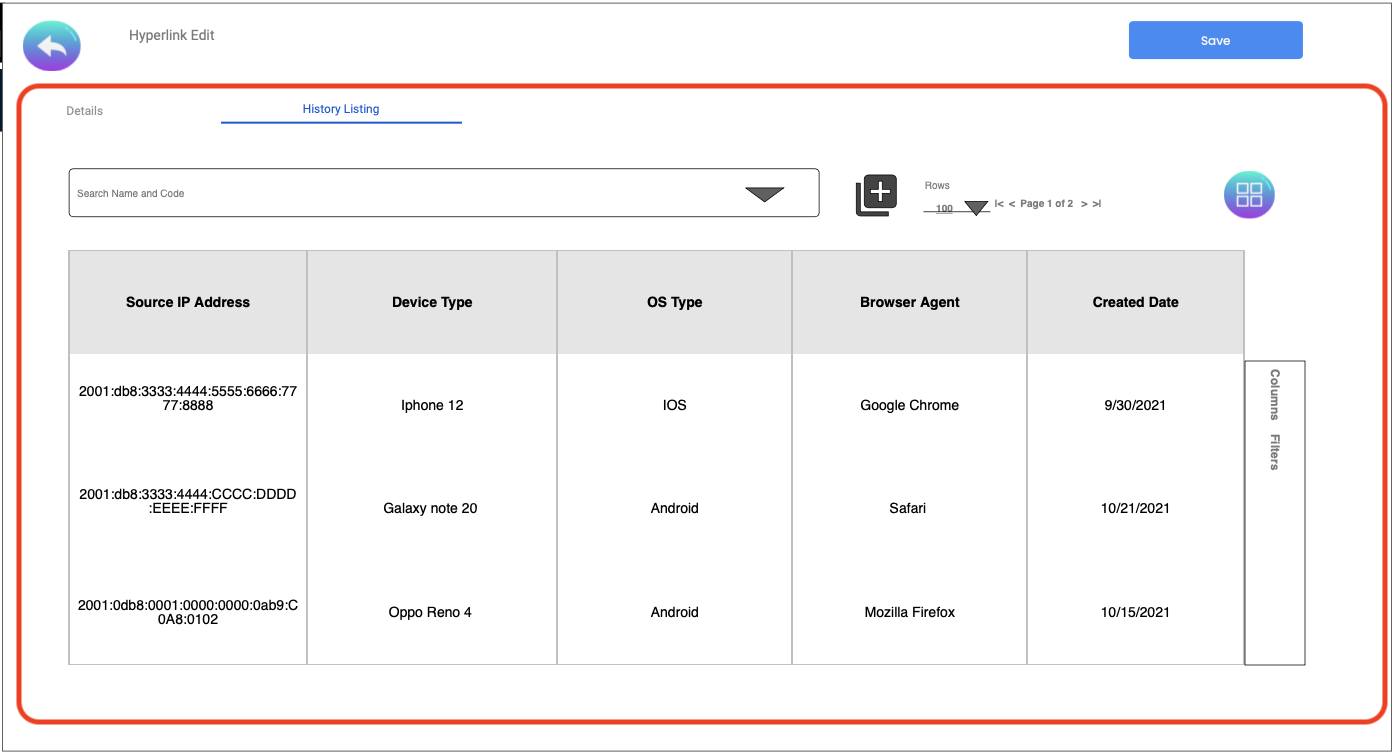 Hyperlink Edit
Save
Details
History Listing
Search Name and Code
Rows
100
|< < Page 1 of 2 > >|
Source IP Address Device Type OS Type Browser Agent Created Date
2001:db8:3333:4444:5555:6666:77
77:8888
Iphone 12 IOS Google Chrome 9/30/2021
2001:db8:3333:4444:CCCC:DDDD
:EEEE:FFFF
Galaxy note 20 Android Safari 10/21/2021
2001:0db8:0001:0000:0000:0ab9:C
0A8:0102
Oppo Reno 4 Android Mozilla Firefox 10/15/2021
Columns Filters